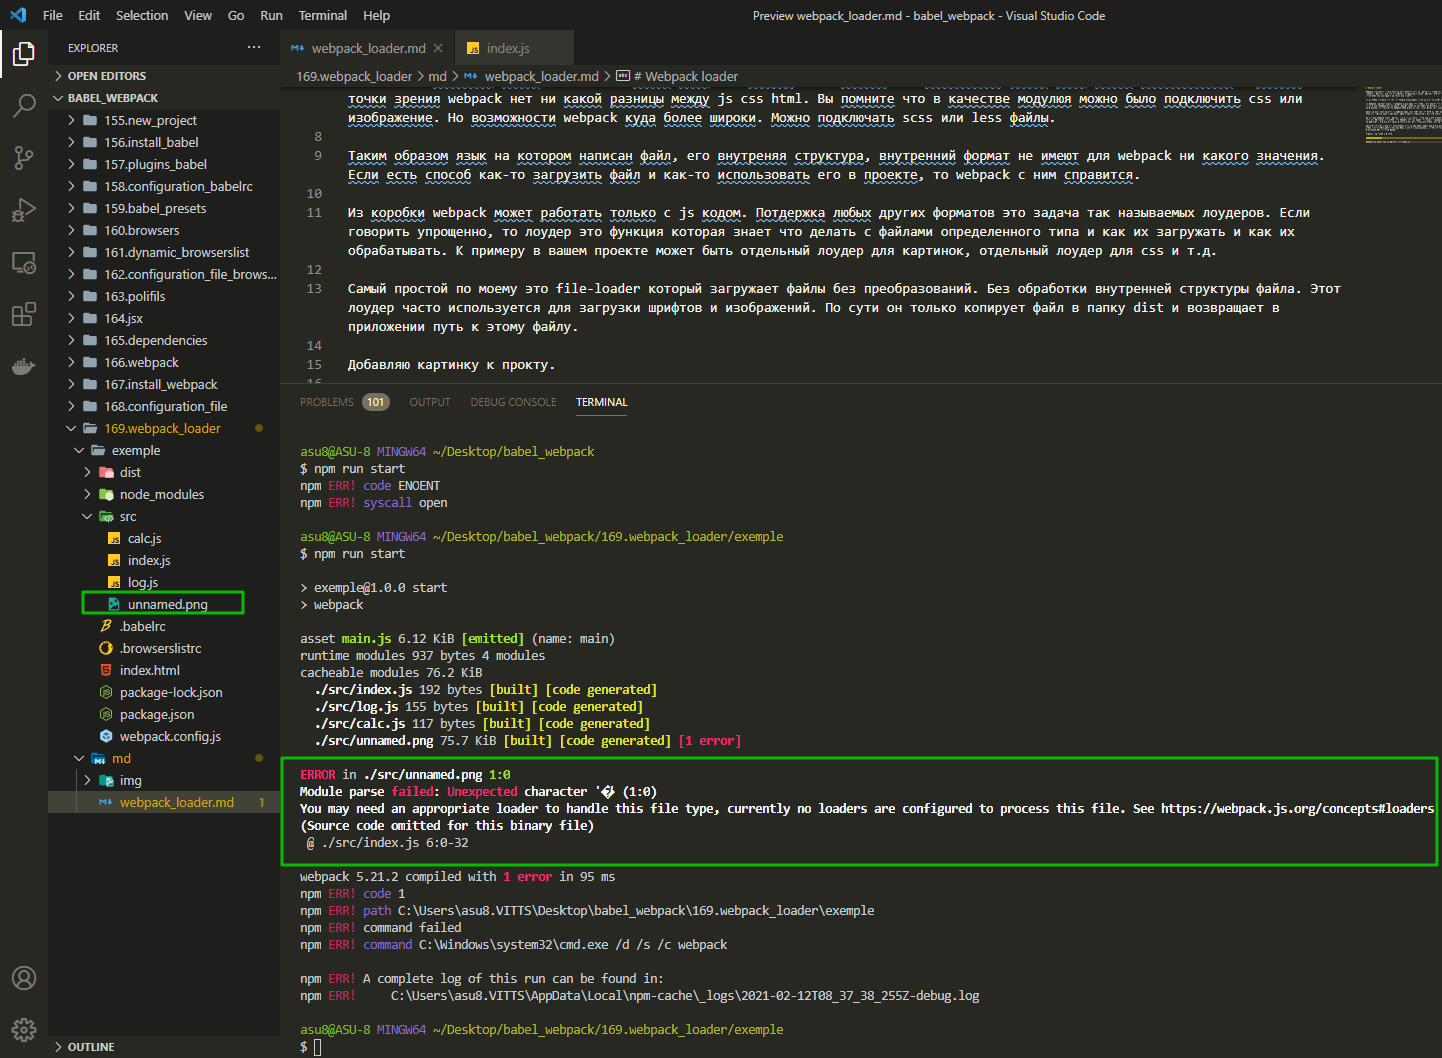 File Edit Selection View Go Run Terminal Help
Preview webpack_loader.md - babel_webpack - Visual Studio Code
EXPLORER ···
OPEN EDITORS
BABEL_WEBPACK
155.new_project
156.install_babel
157.plugins_babel
158.configuration_babelrc
159.babel_presets
160.browsers
161.dynamic_browserslist
162.configuration_file_brows...
163.polifils
164.jsx
165.dependencies
166.webpack
167.install_webpack
168.configuration_file
169.webpack_loader
exemple
dist
node_modules
src
calc.js
index.js
log.js
unnamed.png
.babelrc
.browserslistrc
index.html
package-lock.json
package.json
webpack.config.js
md
img
webpack_loader.md 1
OUTLINE
webpack_loader.md
index.js
169.webpack_loader > md > webpack_loader.md > # Webpack loader
точки зрения webpack нет ни какой разницы между js css html. Вы помните что в качестве модулюя можно было подключить css или
изображение. Но возможности webpack куда более широки. Можно подключать scss или less файлы.
8
9 Таким образом язык на котором написан файл, его внутреняя структура, внутренний формат не имеют для webpack ни какого значения.
Если есть способ как-то загрузить файл и как-то использовать его в проекте, то webpack с ним справится.
10
11 Из коробки webpack может работать только с js кодом. Потдержка любых других форматов это задача так называемых лоудеров. Если
говорить упрощенно, то лоудер это функция которая знает что делать с файлами определенного типа и как их загружать и как их
обрабатывать. К примеру в вашем проекте может быть отдельный лоудер для картинок, отдельный лоудер для css и т.д.
12
13 Самый простой по моему это file-loader который загружает файлы без преобразований. Без обработки внутренней структуры файла. Этот
лоудер часто используется для загрузки шрифтов и изображений. По сути он только копирует файл в папку dist и возвращает в
приложении путь к этому файлу.
14
15 Добавляю картинку к прокту.
16
PROBLEMS 101 OUTPUT DEBUG CONSOLE TERMINAL
asu8@ASU-8 MINGW64 ~/Desktop/babel_webpack
$ npm run start
npm ERR! code ENOENT
npm ERR! syscall open
asu8@ASU-8 MINGW64 ~/Desktop/babel_webpack/169.webpack_loader/exemple
$ npm run start
> exemple@1.0.0 start
> webpack
asset main.js 6.12 KiB [emitted] (name: main)
runtime modules 937 bytes 4 modules
cacheable modules 76.2 KiB
./src/index.js 192 bytes [built] [code generated]
./src/log.js 155 bytes [built] [code generated]
./src/calc.js 117 bytes [built] [code generated]
./src/unnamed.png 75.7 KiB [built] [code generated] [1 error]
ERROR in ./src/unnamed.png 1:0
Module parse failed: Unexpected character '� (1:0)
You may need an appropriate loader to handle this file type, currently no loaders are configured to process this file. See https://webpack.js.org/concepts#loaders
(Source code omitted for this binary file)
@ ./src/index.js 6:0-32
webpack 5.21.2 compiled with 1 error in 95 ms
npm ERR! code 1
npm ERR! path C:\Users\asu8.VITTS\Desktop\babel_webpack\169.webpack_loader\exemple
npm ERR! command failed
npm ERR! command C:\Windows\system32\cmd.exe /d /s /c webpack
npm ERR! A complete log of this run can be found in:
npm ERR!     C:\Users\asu8.VITTS\AppData\Local\npm-cache\_logs\2021-02-12T08_37_38_255Z-debug.log
asu8@ASU-8 MINGW64 ~/Desktop/babel_webpack/169.webpack_loader/exemple
$